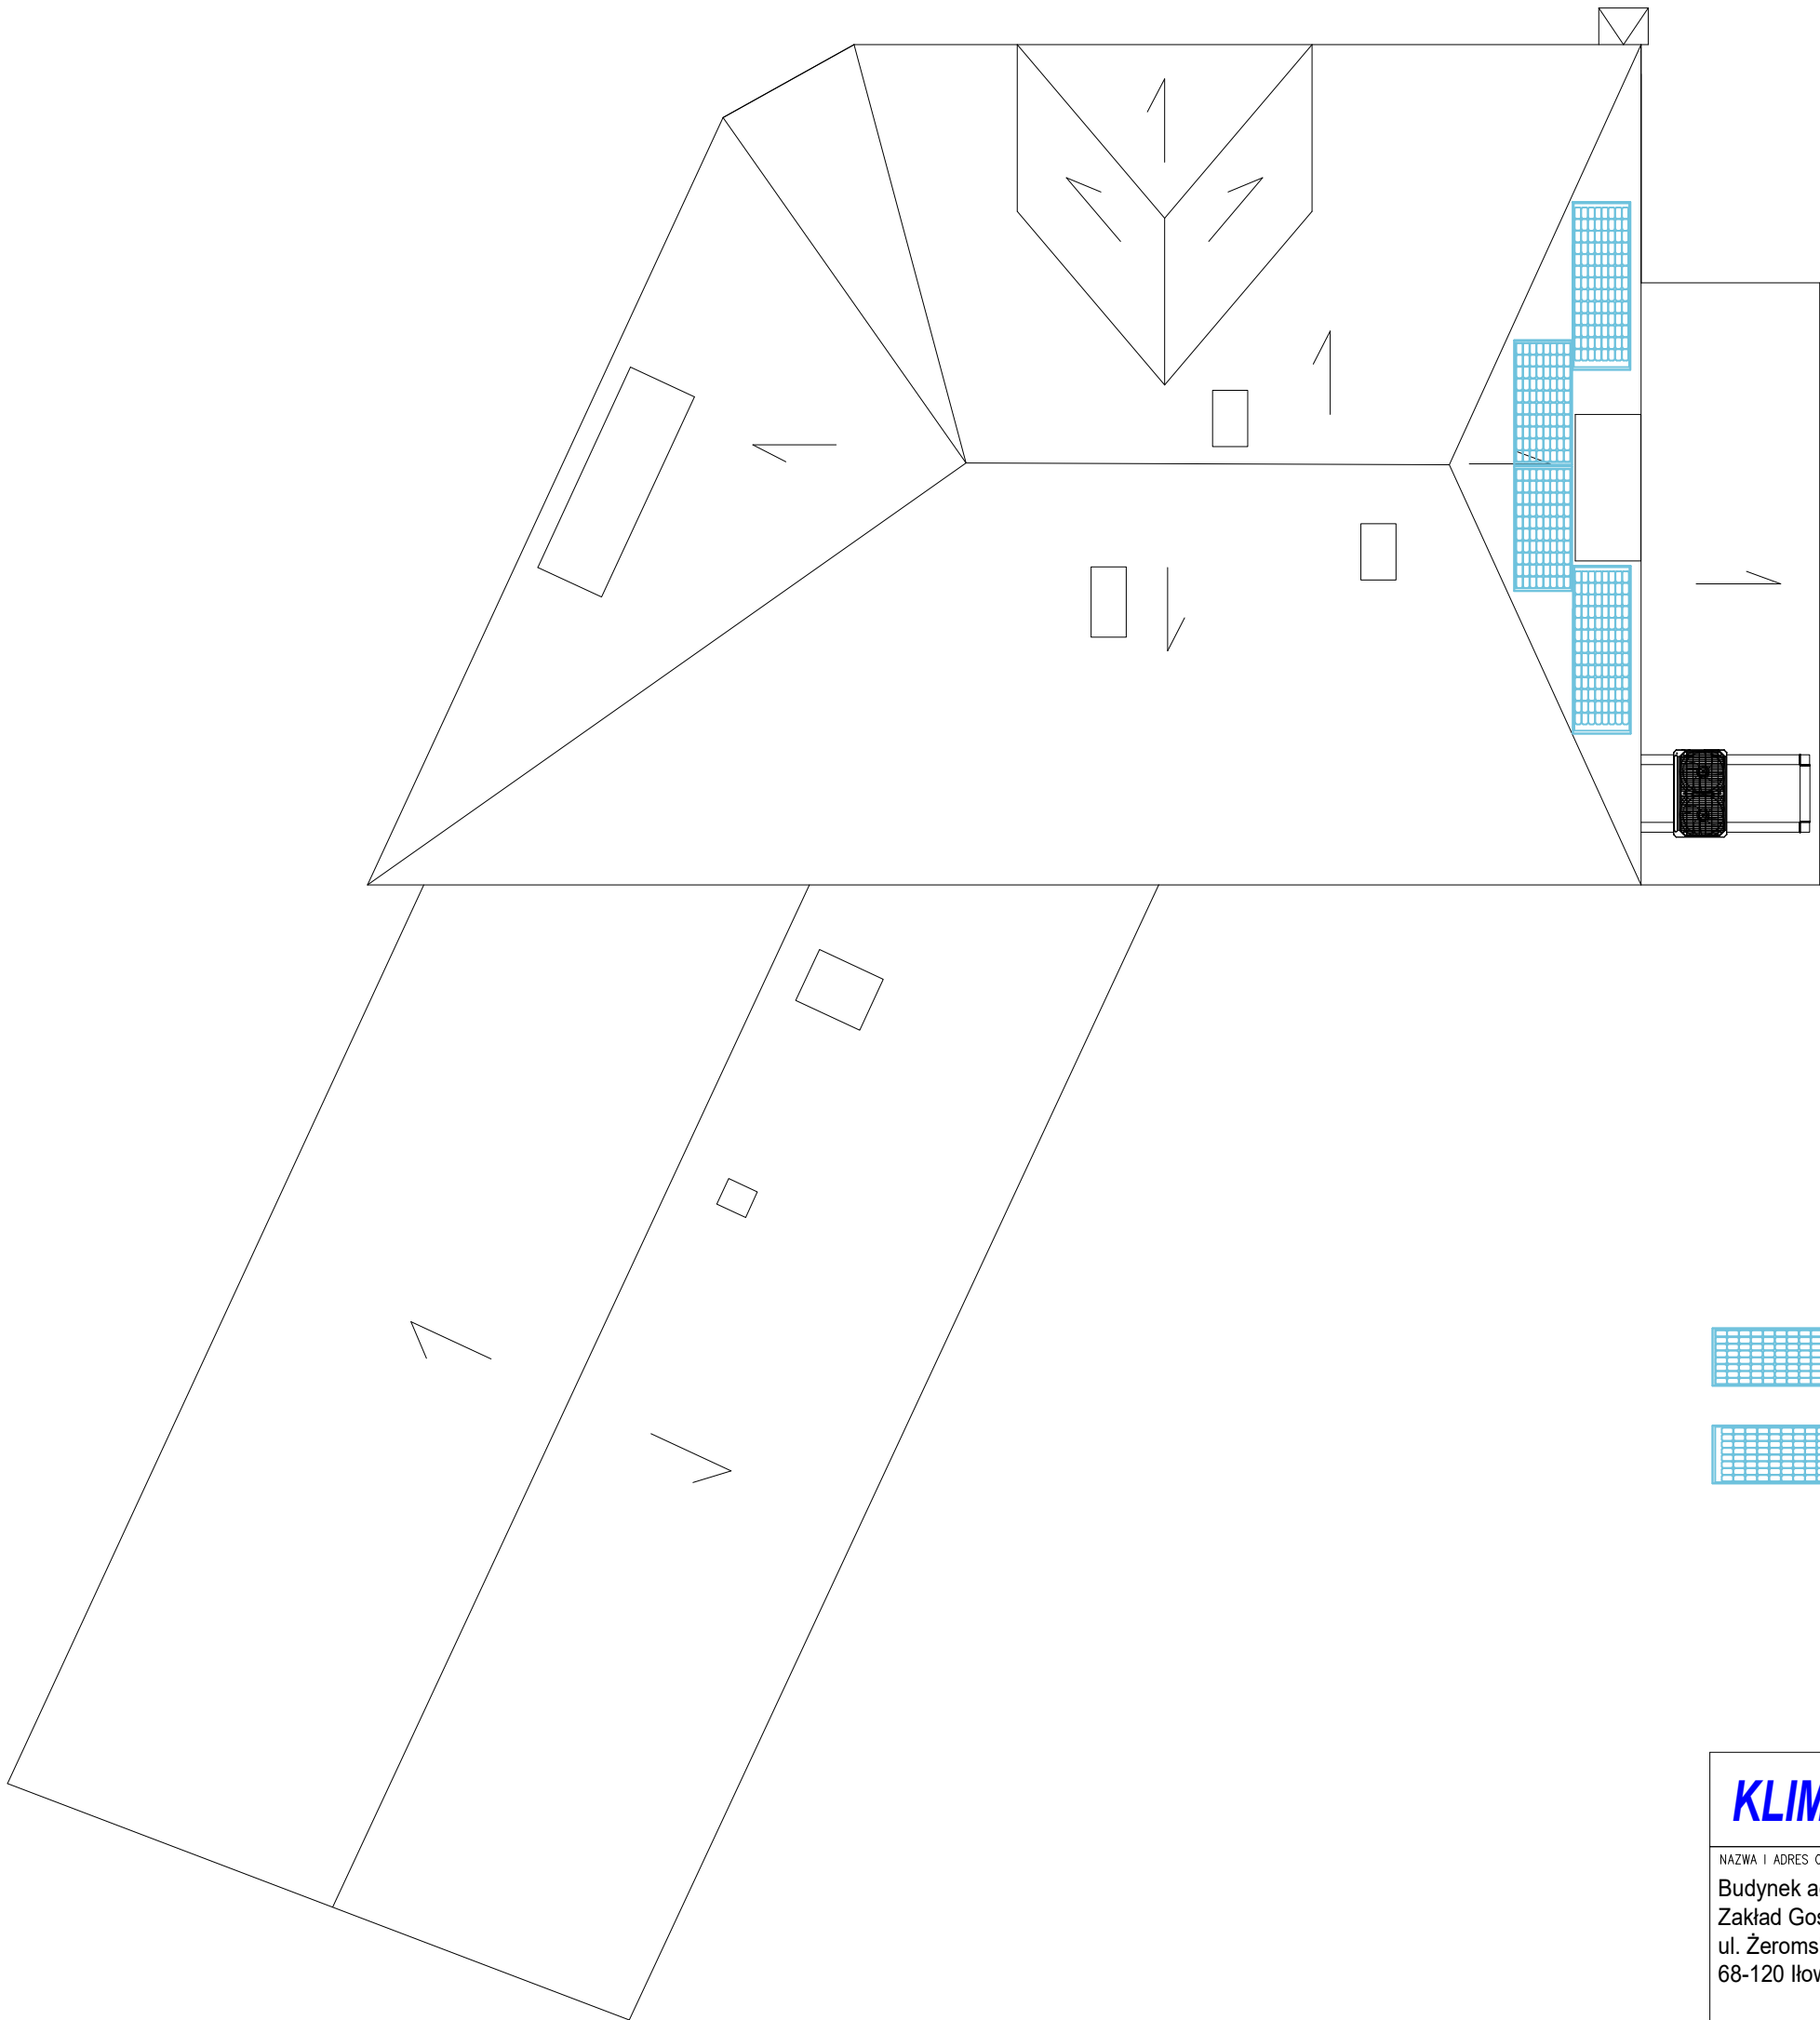 KLIM
NAZWA I ADRES O
Budynek a
Zakład Gos
ul. Żeroms
68-120 Iłow